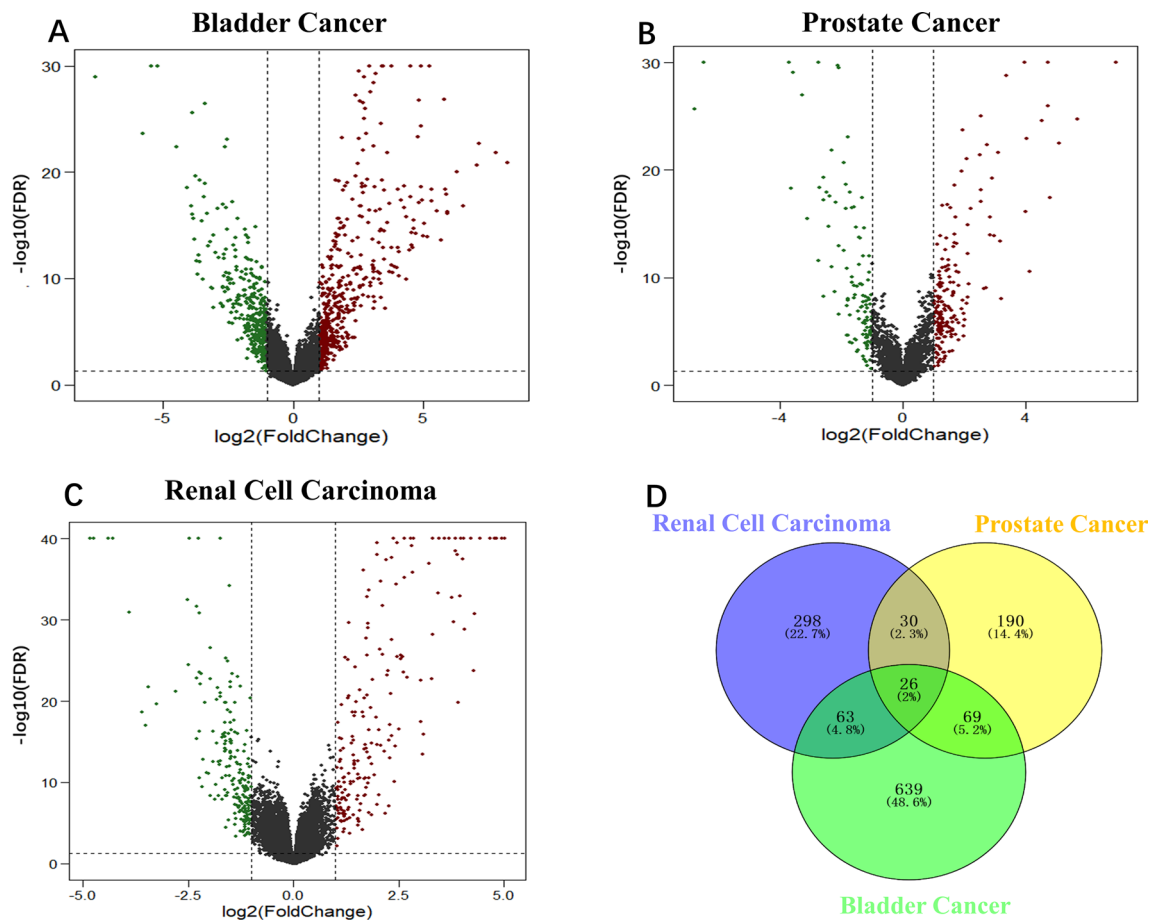 A
Bladder Cancer
30
20
10
0
-log10(FDR)
-5
0
5
log2(FoldChange)
B
Prostate Cancer
30
20
10
0
-log10(FDR)
-4
0
4
log2(FoldChange)
C
Renal Cell Carcinoma
40
30
20
10
0
-log10(FDR)
-5.0
-2.5
0.0
2.5
5.0
log2(FoldChange)
D
Renal Cell Carcinoma
Prostate Cancer
298
(22.7%)
30
(2.3%)
190
(14.4%)
26
(2%)
63
(4.8%)
69
(5.2%)
639
(48.6%)
Bladder Cancer